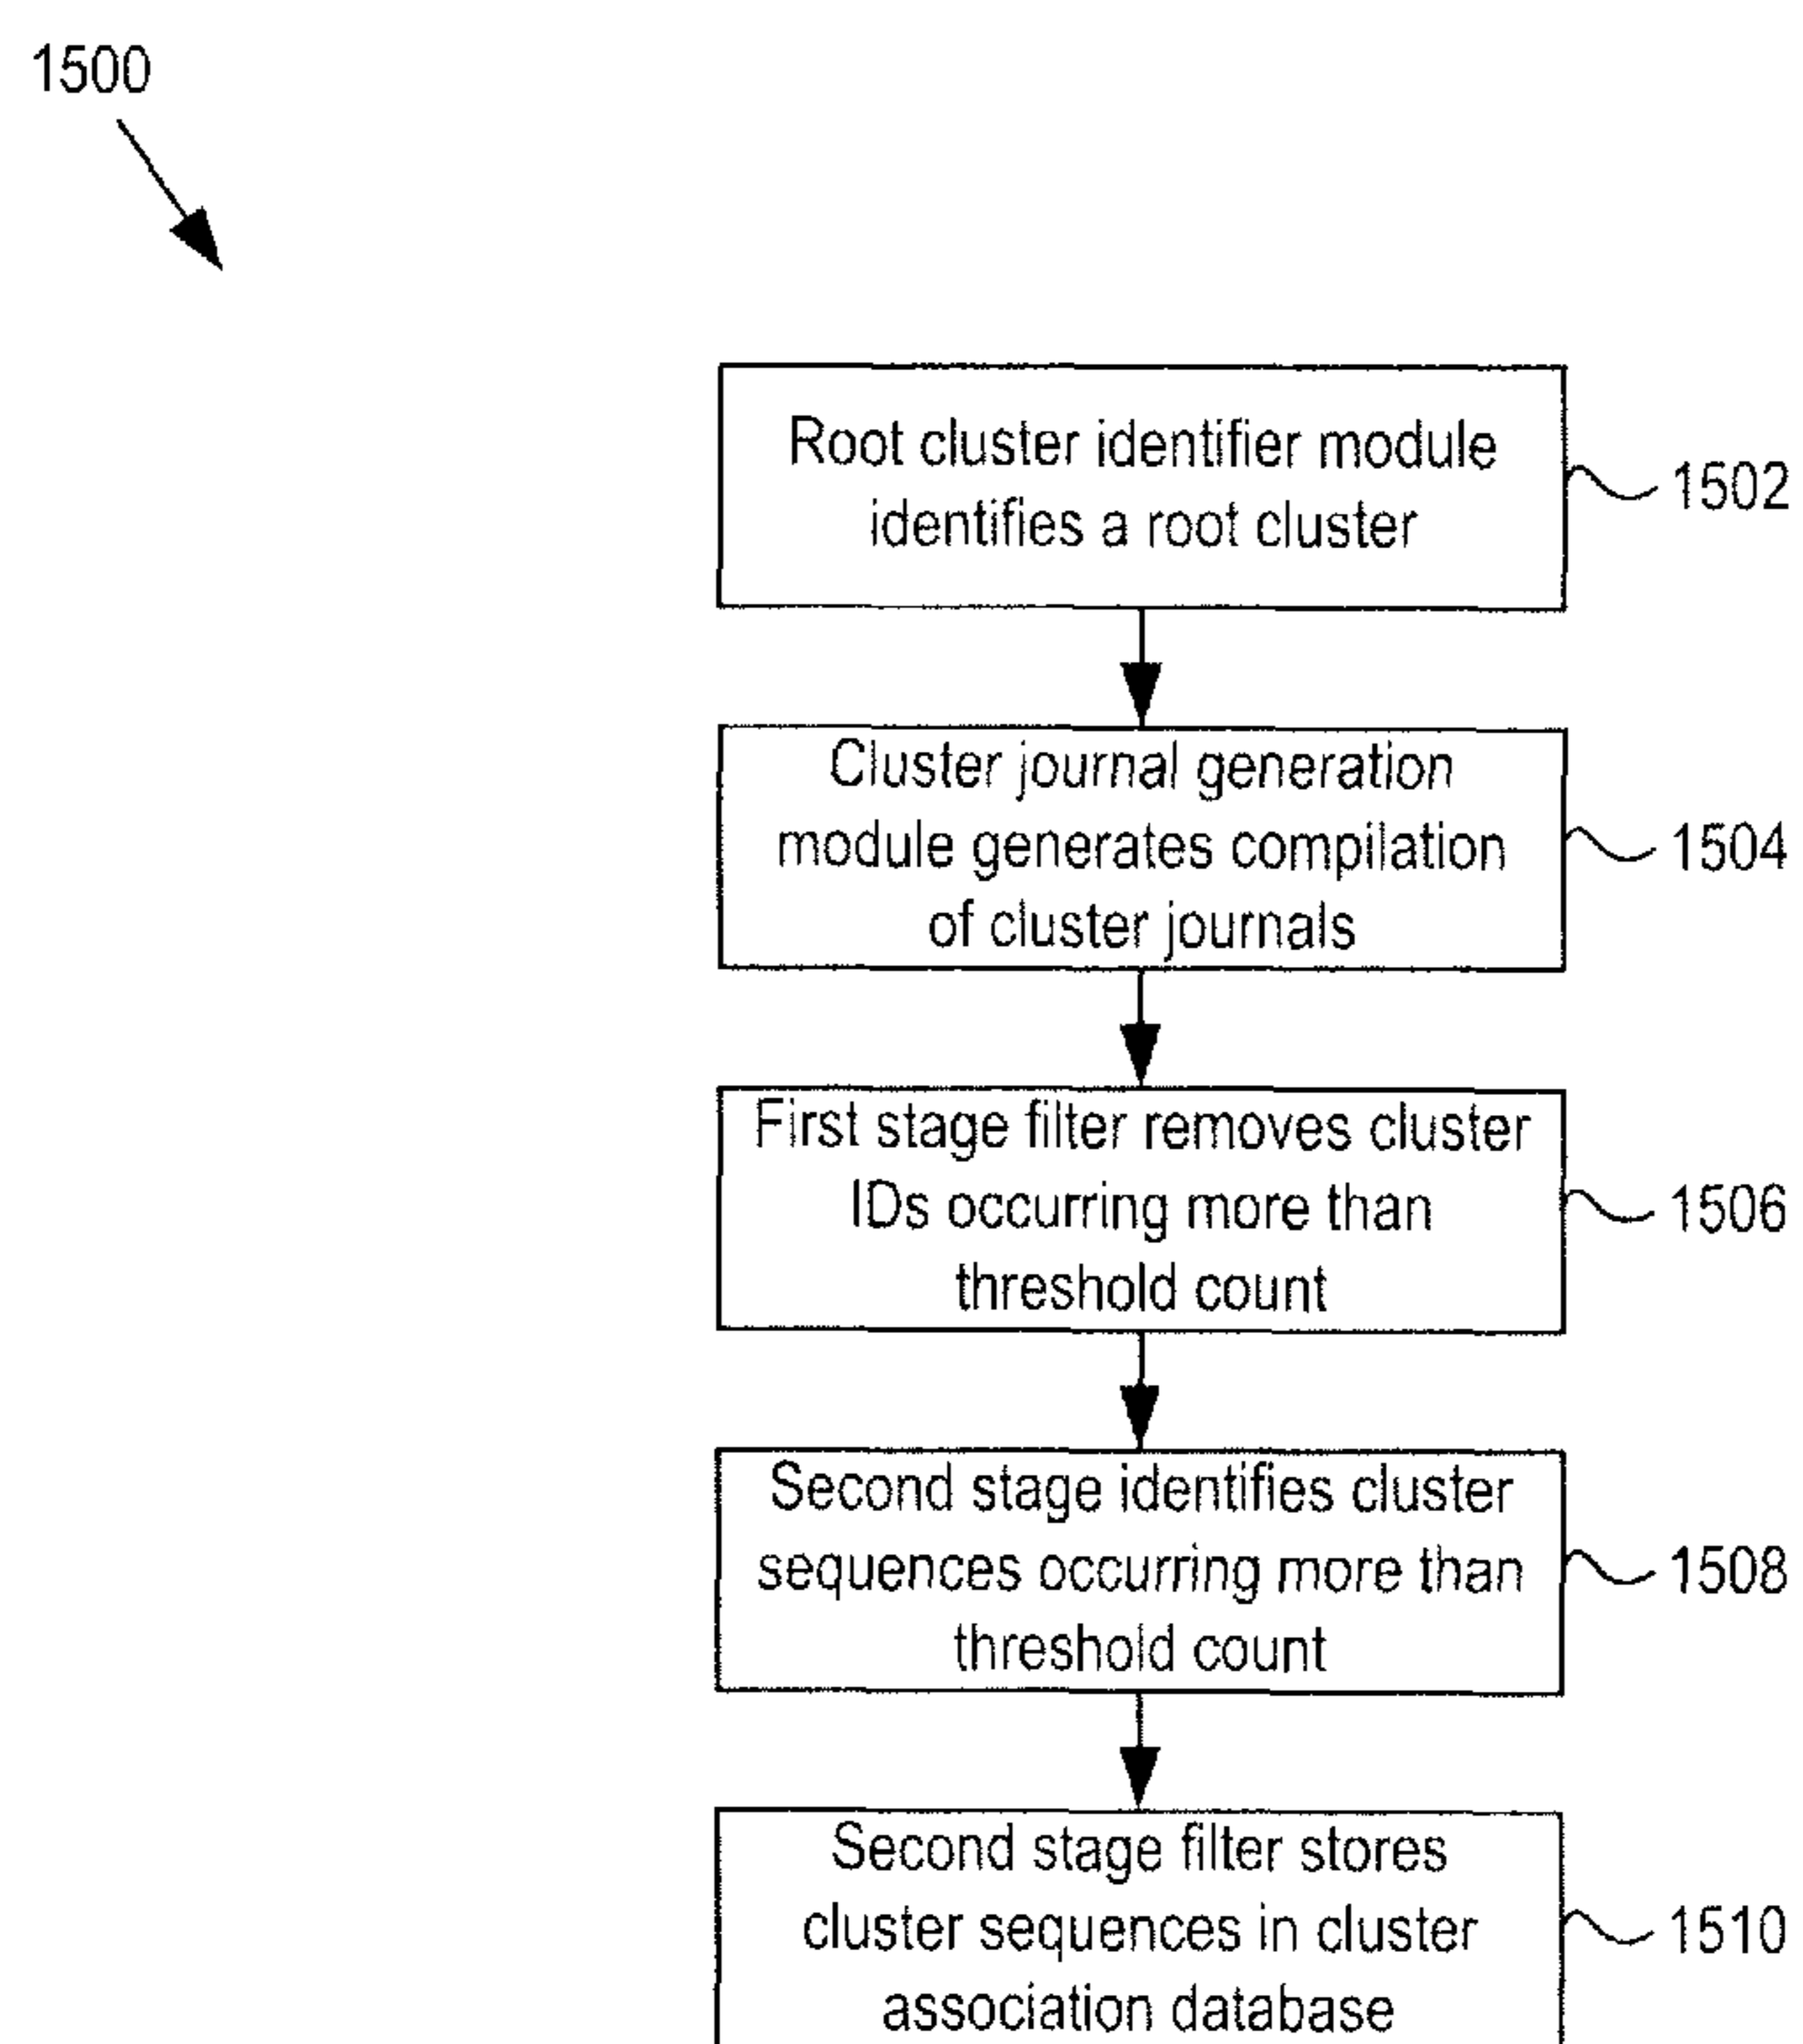 1500
Root cluster identifier module
identifies a root cluster
1502
Cluster journal generation
module generates compilation
of cluster journals
1504
First stage filter removes cluster
IDs occurring more than
threshold count
1506
Second stage identifies cluster
sequences occurring more than
threshold count
1508
Second stage filter stores
cluster sequences in cluster
association database
1510